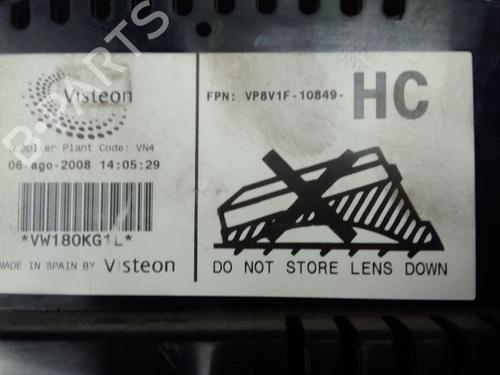 Visteon
Supplier Plant Code: VN4
06-ago-2008 14:05:29
*VW180KG1L*
MADE IN SPAIN BY Visteon
FPN: VP8V1F-10849-
HC
DO NOT STORE LENS DOWN
B-PARTS